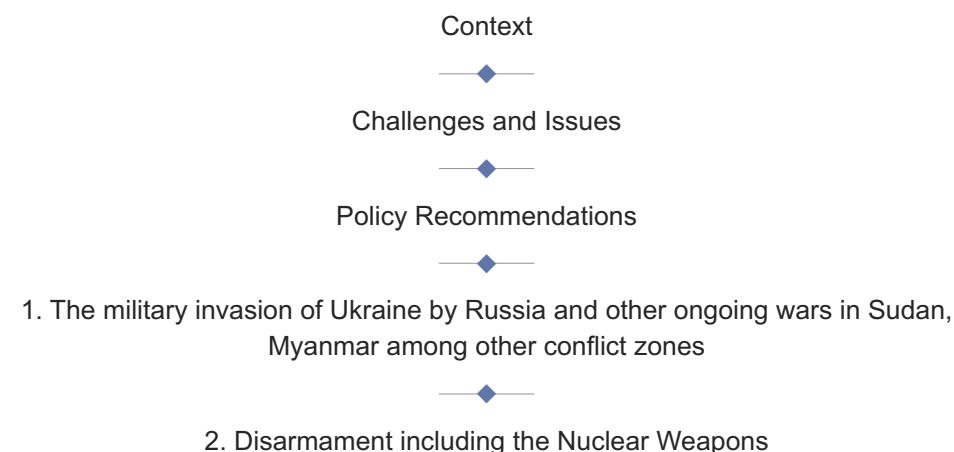 Context
Challenges and Issues
Policy Recommendations
1. The military invasion of Ukraine by Russia and other ongoing wars in Sudan,
Myanmar among other conflict zones
2. Disarmament including the Nuclear Weapons